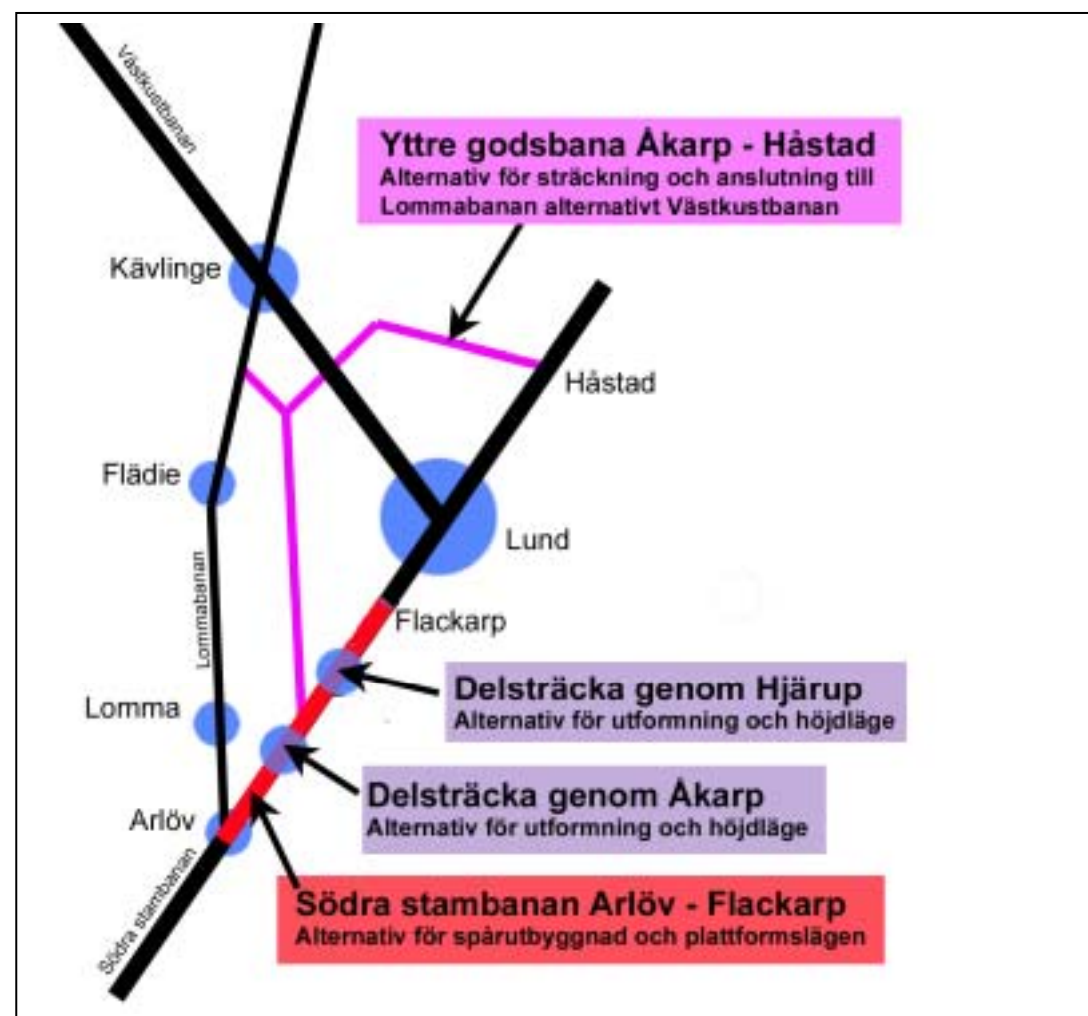 Västkustbanan
Yttre godsbana Åkarp - Håstad
Alternativ för sträckning och anslutning till
Lommabanan alternativt Västkustbanan
Kävlinge
Håstad
Flädie
Lund
Lommabanan
Flackarp
Delsträcka genom Hjärup
Alternativ för utformning och höjdläge
Lomma
Delsträcka genom Åkarp
Alternativ för utformning och höjdläge
Arlöv
Södra stambanan
Södra stambanan Arlöv - Flackarp
Alternativ för spårutbyggnad och plattformslägen